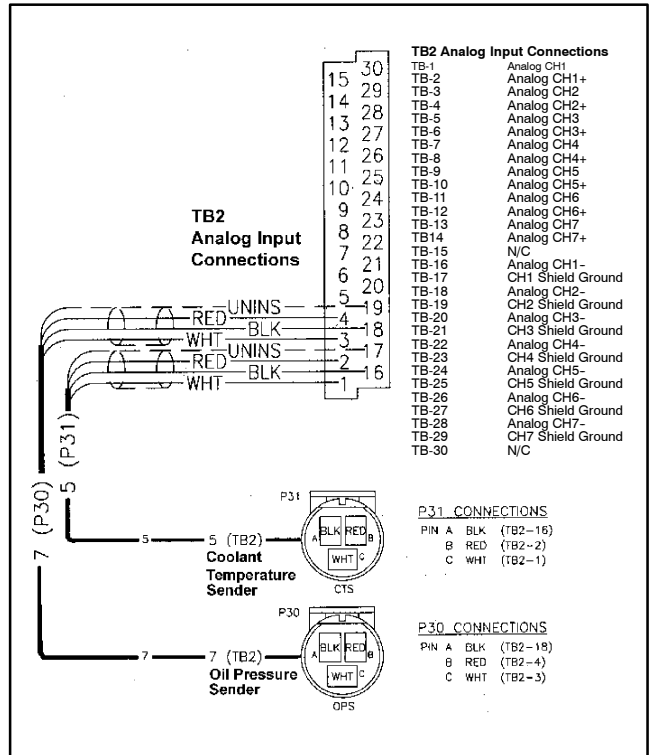 TB2 Analog Input Connections
TB-1 Analog CH1
TB-2 Analog CH1+
TB-3 Analog CH2
TB-4 Analog CH2+
TB-5 Analog CH3
TB-6 Analog CH3+
TB-7 Analog CH4
TB-8 Analog CH4+
TB-9 Analog CH5
TB-10 Analog CH5+
TB-11 Analog CH6
TB-12 Analog CH6+
TB-13 Analog CH7
TB14 Analog CH7+
TB-15 N/C
TB-16 Analog CH1-
TB-17 CH1 Shield Ground
TB-18 Analog CH2-
TB-19 CH2 Shield Ground
TB-20 Analog CH3-
TB-21 CH3 Shield Ground
TB-22 Analog CH4-
TB-23 CH4 Shield Ground
TB-24 Analog CH5-
TB-25 CH5 Shield Ground
TB-26 Analog CH6-
TB-27 CH6 Shield Ground
TB-28 Analog CH7-
TB-29 CH7 Shield Ground
TB-30 N/C
30
15
29
14
28
13
27
12
26
11
25
10
24
9
23
8
22
7
21
6
20
5
19
4
18
3
17
2
16
1
TB2
Analog Input
Connections
UNINS
RED
BLK
WHT
UNINS
RED
BLK
WHT
7 (P30)
5 (P31)
5
5 (TB2)
Coolant
Temperature
Sender
P31
A BLK RED B
WHT C
CTS
P31 CONNECTIONS
PIN A BLK (TB2-16)
B RED (TB2-2)
C WHT (TB2-1)
7
7 (TB2)
Oil Pressure
Sender
P30
A BLK RED B
WHT C
OPS
P30 CONNECTIONS
PIN A BLK (TB2-18)
B RED (TB2-4)
C WHT (TB2-3)